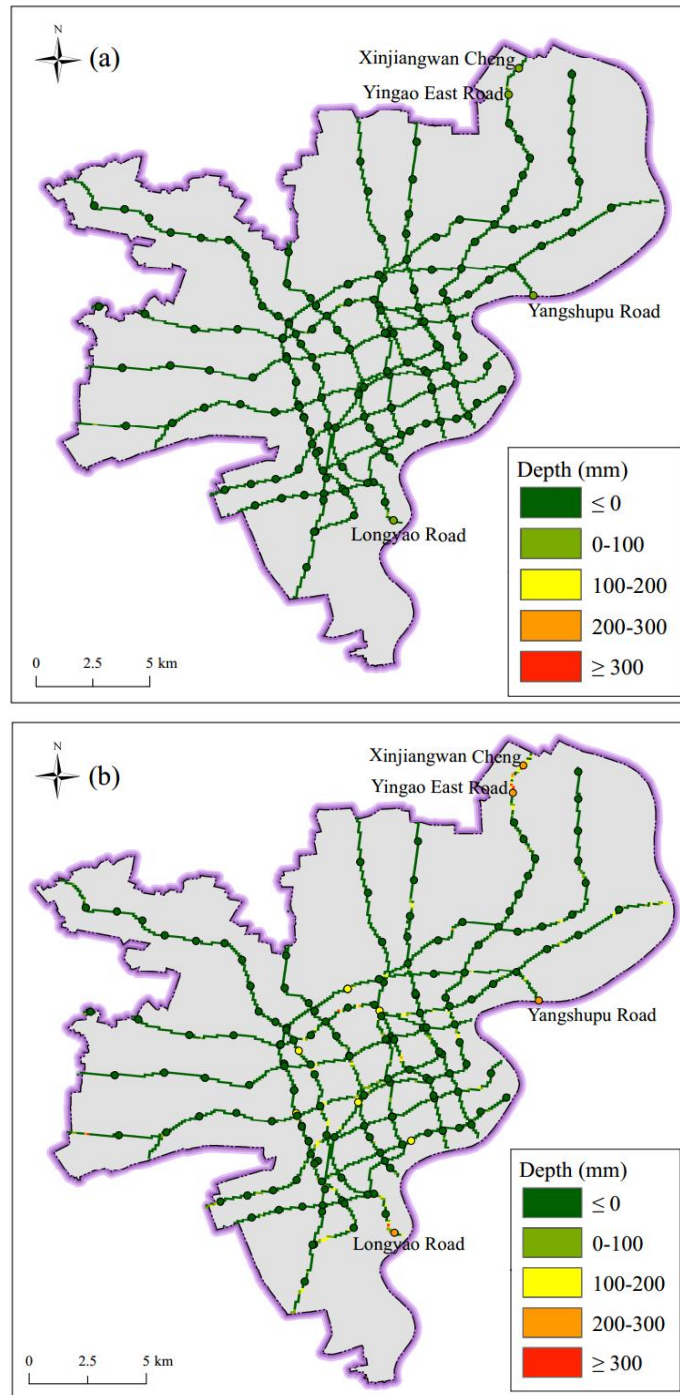 N
(a)
Xinjiangwan Cheng
Yingao East Road
Yangshupu Road
Longyao Road
Depth (mm)
≤ 0
0-100
100-200
200-300
≥ 300
0 2.5 5 km
N
(b)
Xinjiangwan Cheng
Yingao East Road
Yangshupu Road
Longyao Road
Depth (mm)
≤ 0
0-100
100-200
200-300
≥ 300
0 2.5 5 km